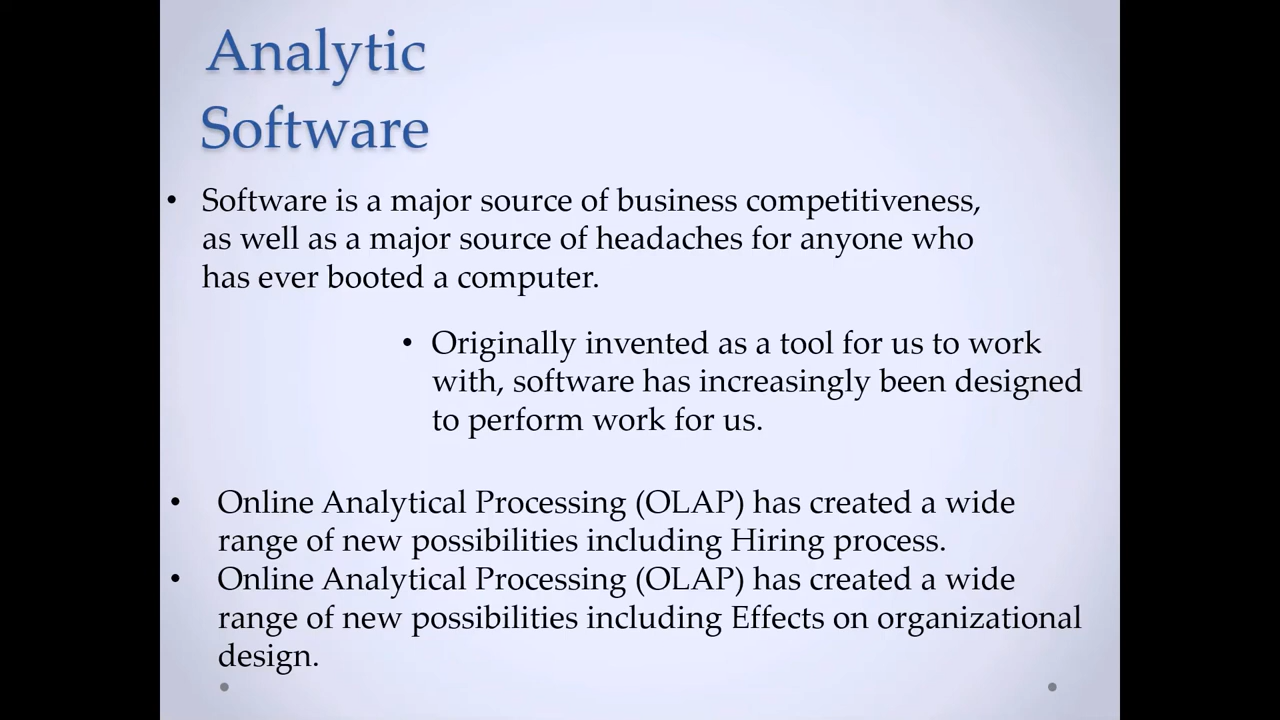 Analytic
Software
• Software is a major source of business competitiveness,
as well as a major source of headaches for anyone who
has ever booted a computer.
• Originally invented as a tool for us to work
with, software has increasingly been designed
to perform work for us.
• Online Analytical Processing (OLAP) has created a wide
range of new possibilities including Hiring process.
• Online Analytical Processing (OLAP) has created a wide
range of new possibilities including Effects on organizational
design.